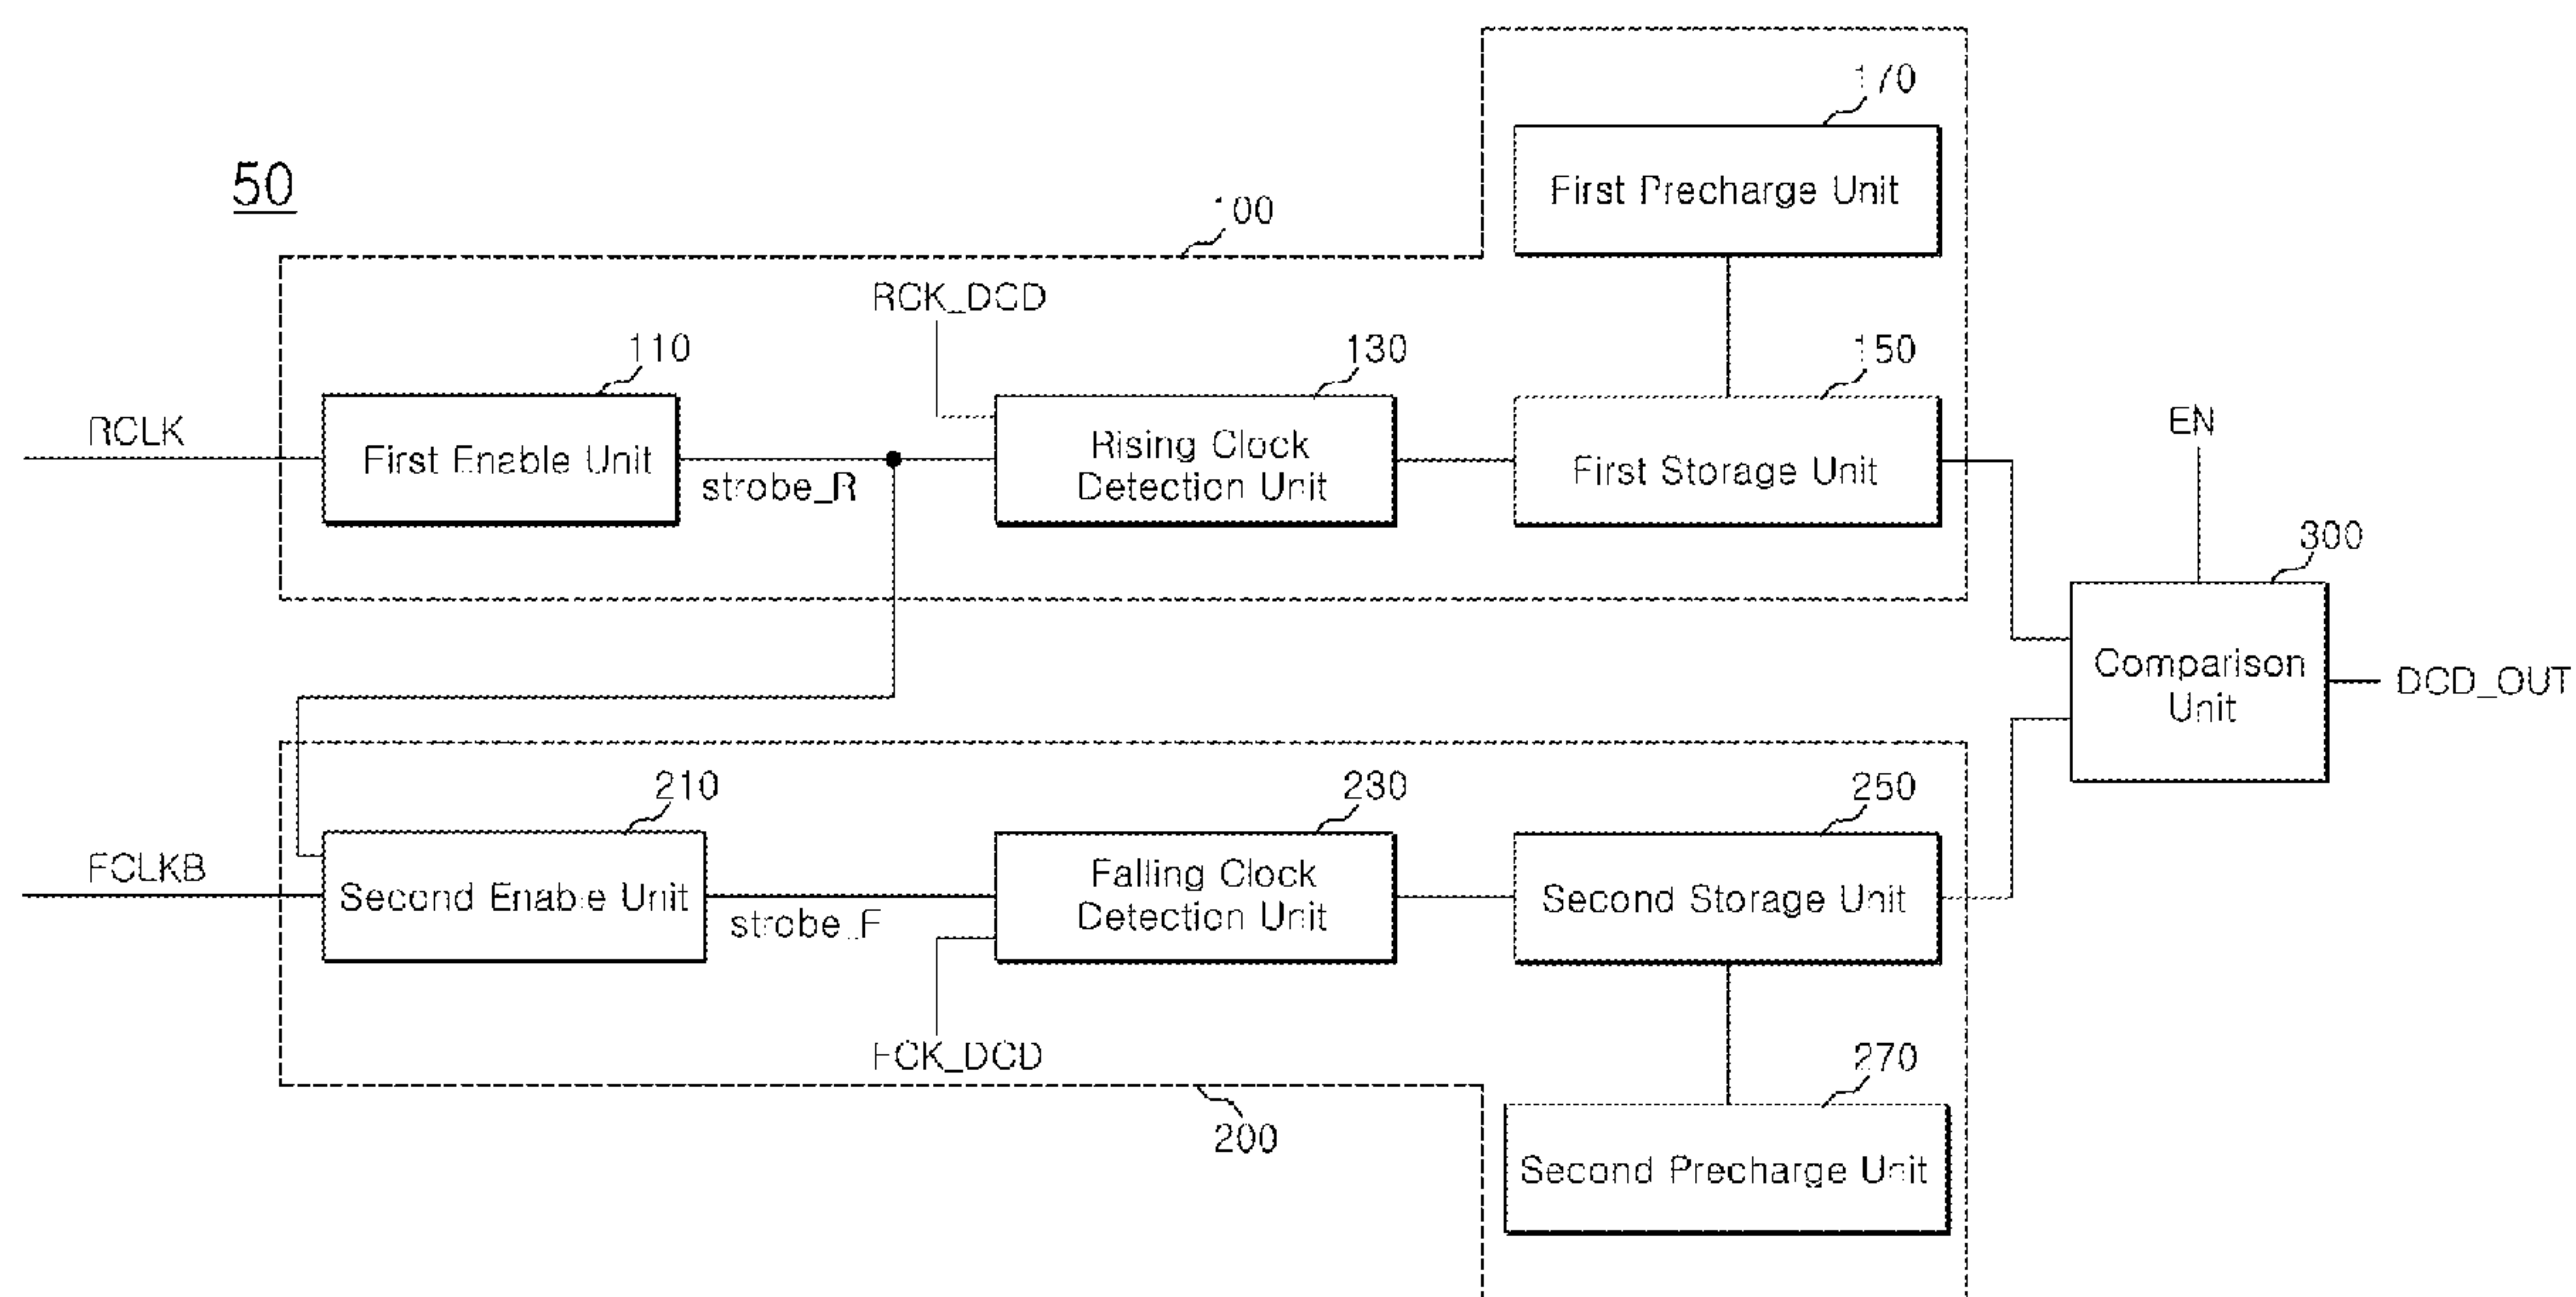 50
170
First Precharge Unit
100
RCK_DCD
110
130
150
RCLK
First Enable Unit
strobe_R
Rising Clock
Detection Unit
First Storage Unit
EN
300
Comparison
Unit
DCD_OUT
210
230
250
FCLKB
Second Enable Unit
strobe_F
Falling Clock
Detection Unit
Second Storage Unit
FCK_DCD
270
200
Second Precharge Unit